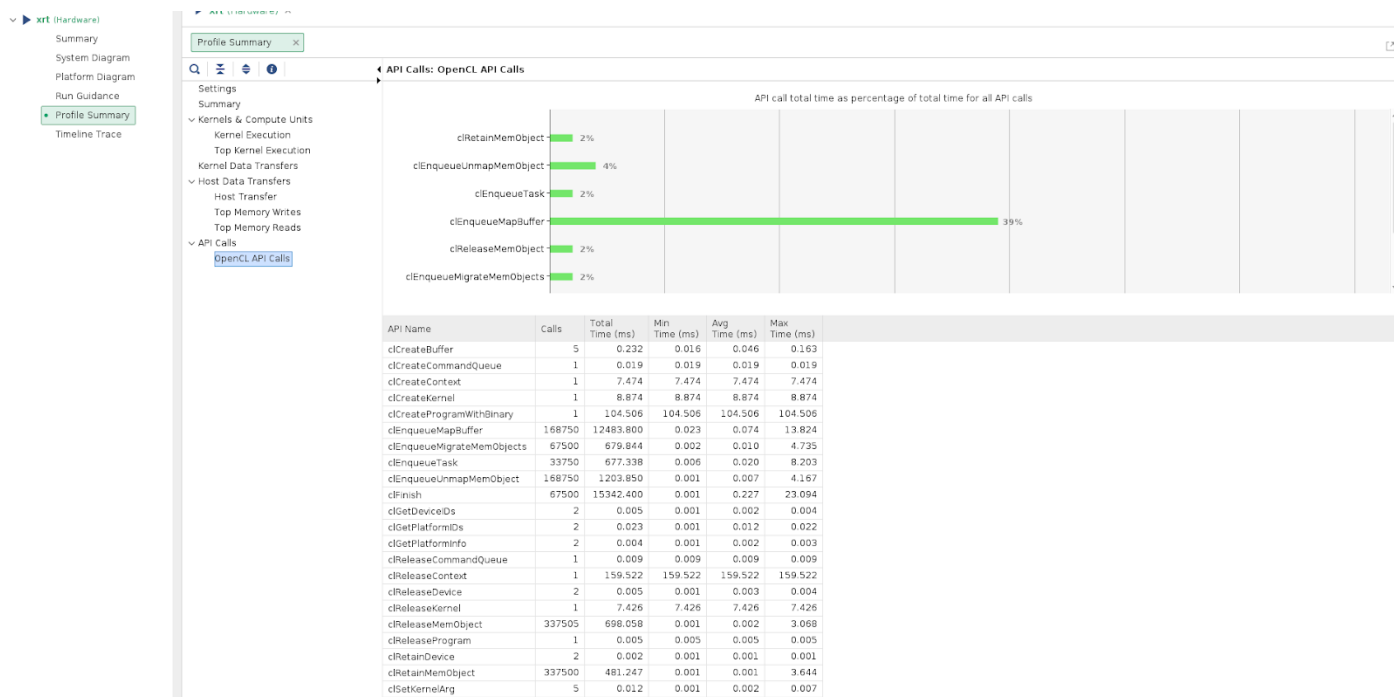 xrt (Hardware)
Summary
System Diagram
Platform Diagram
Run Guidance
Profile Summary
Timeline Trace
xrt (Hardware) ×
Profile Summary ×
Settings
Summary
Kernels & Compute Units
Kernel Execution
Top Kernel Execution
Kernel Data Transfers
Host Data Transfers
Host Transfer
Top Memory Writes
Top Memory Reads
API Calls
OpenCL API Calls
API Calls: OpenCL API Calls
API call total time as percentage of total time for all API calls
clRetainMemObject 2%
clEnqueueUnmapMemObject 4%
clEnqueueTask 2%
clEnqueueMapBuffer 39%
clReleaseMemObject 2%
clEnqueueMigrateMemObjects 2%
API Name Calls Total Time (ms) Min Time (ms) Avg Time (ms) Max Time (ms)
clCreateBuffer 5 0.232 0.016 0.046 0.163
clCreateCommandQueue 1 0.019 0.019 0.019 0.019
clCreateContext 1 7.474 7.474 7.474 7.474
clCreateKernel 1 8.874 8.874 8.874 8.874
clCreateProgramWithBinary 1 104.506 104.506 104.506 104.506
clEnqueueMapBuffer 168750 12483.800 0.023 0.074 13.824
clEnqueueMigrateMemObjects 67500 679.844 0.002 0.010 4.735
clEnqueueTask 33750 677.338 0.006 0.020 8.203
clEnqueueUnmapMemObject 168750 1203.850 0.001 0.007 4.167
clFinish 67500 15342.400 0.001 0.227 23.094
clGetDeviceIDs 2 0.005 0.001 0.002 0.004
clGetPlatformIDs 2 0.023 0.001 0.012 0.022
clGetPlatformInfo 2 0.004 0.001 0.002 0.003
clReleaseCommandQueue 1 0.009 0.009 0.009 0.009
clReleaseContext 1 159.522 159.522 159.522 159.522
clReleaseDevice 2 0.005 0.001 0.003 0.004
clReleaseKernel 1 7.426 7.426 7.426 7.426
clReleaseMemObject 337505 698.058 0.001 0.002 3.068
clReleaseProgram 1 0.005 0.005 0.005 0.005
clRetainDevice 2 0.002 0.001 0.001 0.001
clRetainMemObject 337500 481.247 0.001 0.001 3.644
clSetKernelArg 5 0.012 0.001 0.002 0.007